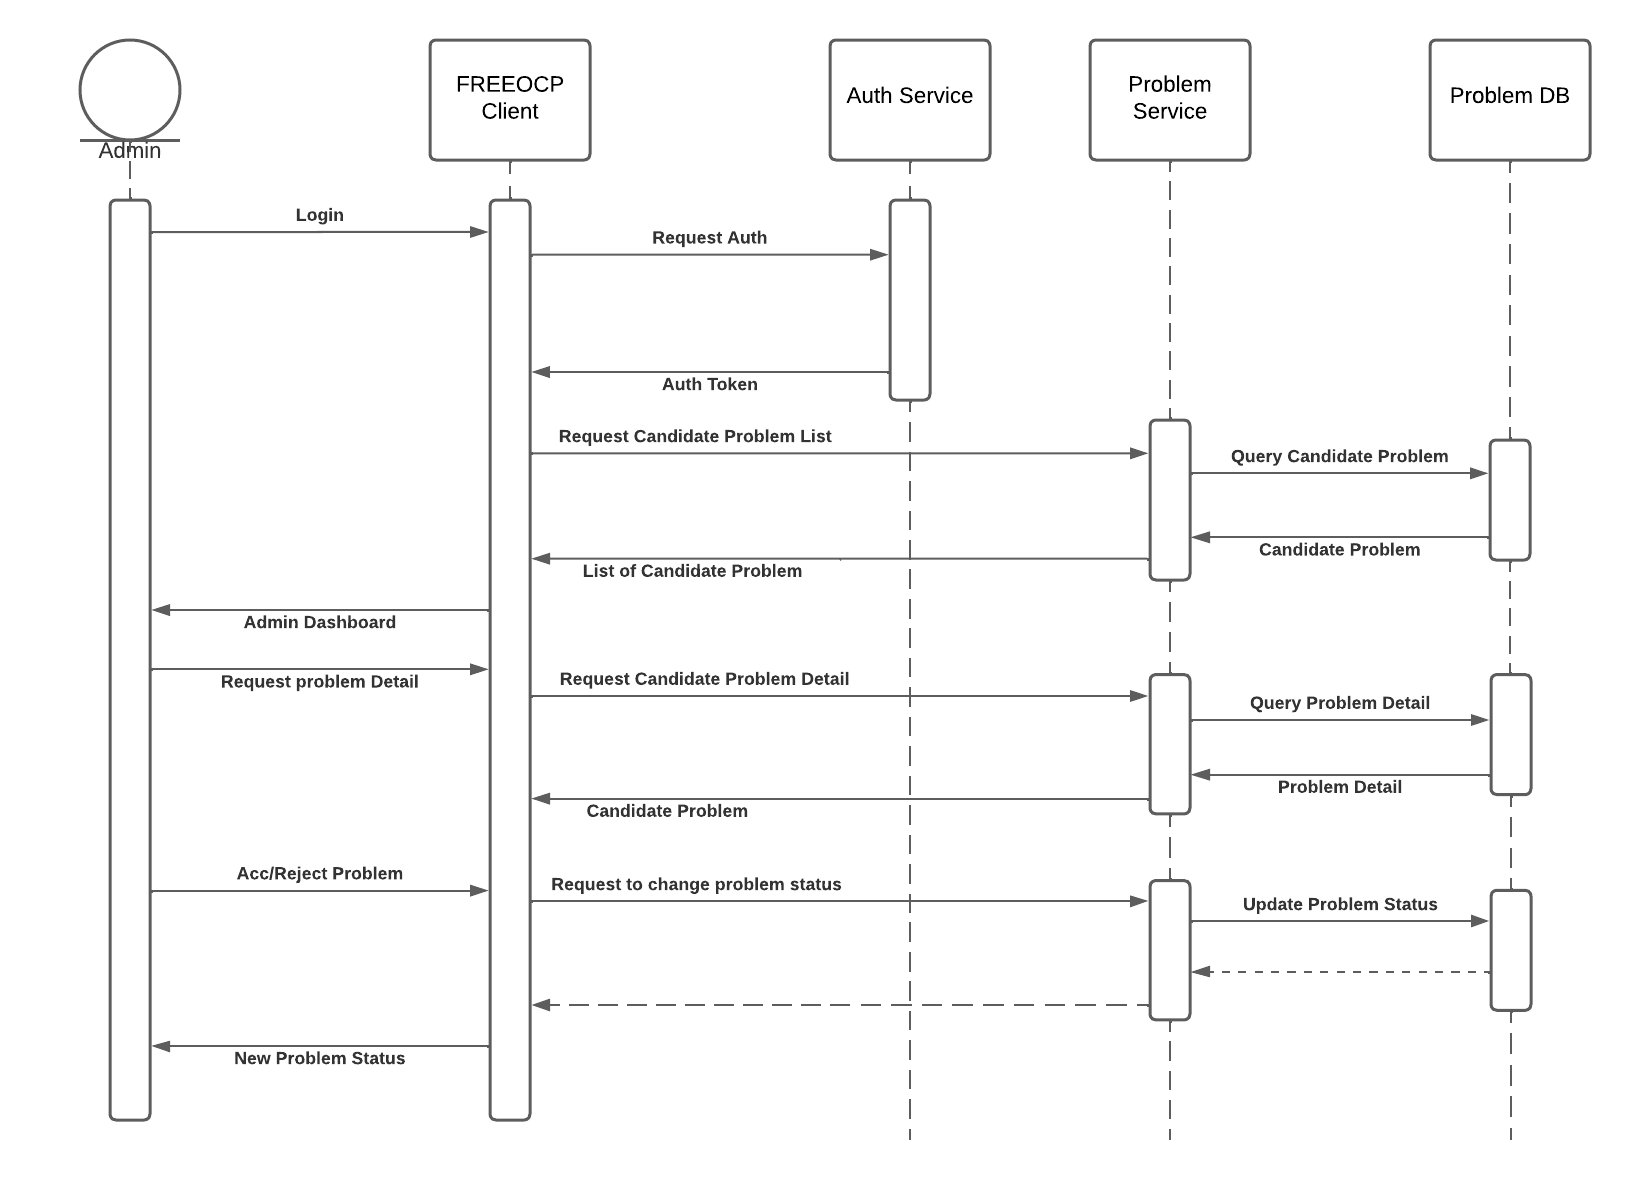 Admin
FREEOCP
Client
Auth Service
Problem
Service
Problem DB
Login
Request Auth
Auth Token
Request Candidate Problem List
Query Candidate Problem
Candidate Problem
List of Candidate Problem
Admin Dashboard
Request problem Detail
Request Candidate Problem Detail
Query Problem Detail
Problem Detail
Candidate Problem
Acc/Reject Problem
Request to change problem status
Update Problem Status
New Problem Status